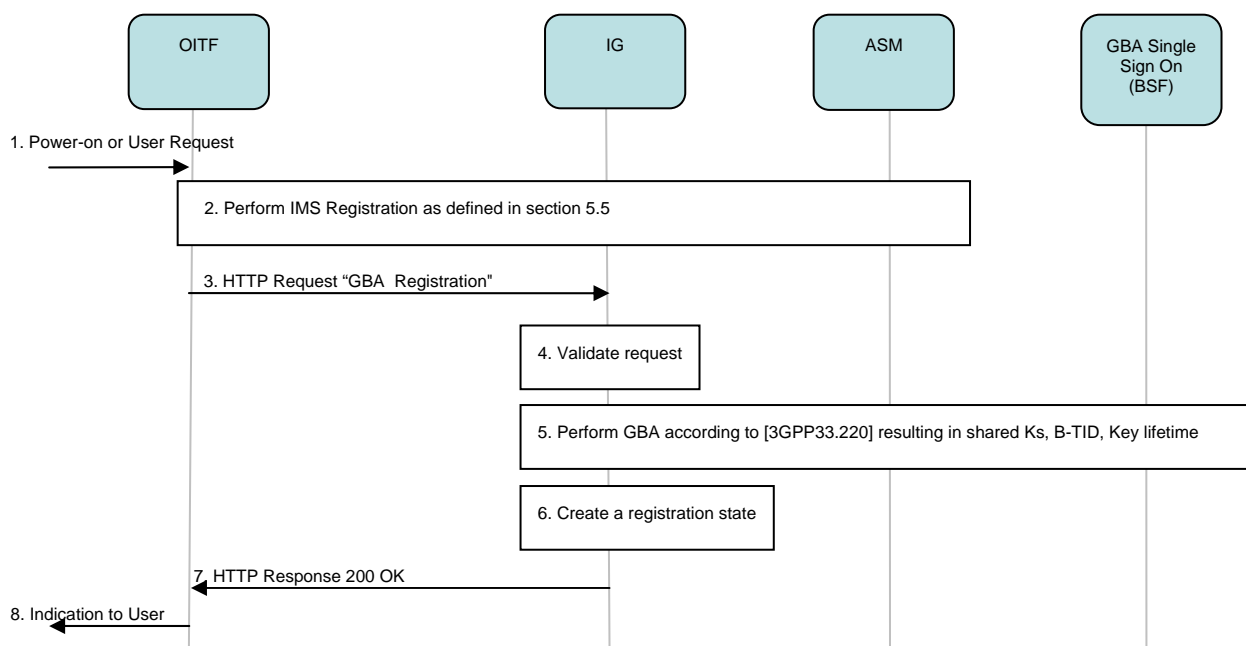 OITF
IG
ASM
GBA Single
Sign On
(BSF)
1. Power-on or User Request
2. Perform IMS Registration as defined in section 5.5
3. HTTP Request “GBA  Registration"
4. Validate request
5. Perform GBA according to [3GPP33.220] resulting in shared Ks, B-TID, Key lifetime
6. Create a registration state
7. HTTP Response 200 OK
8. Indication to User